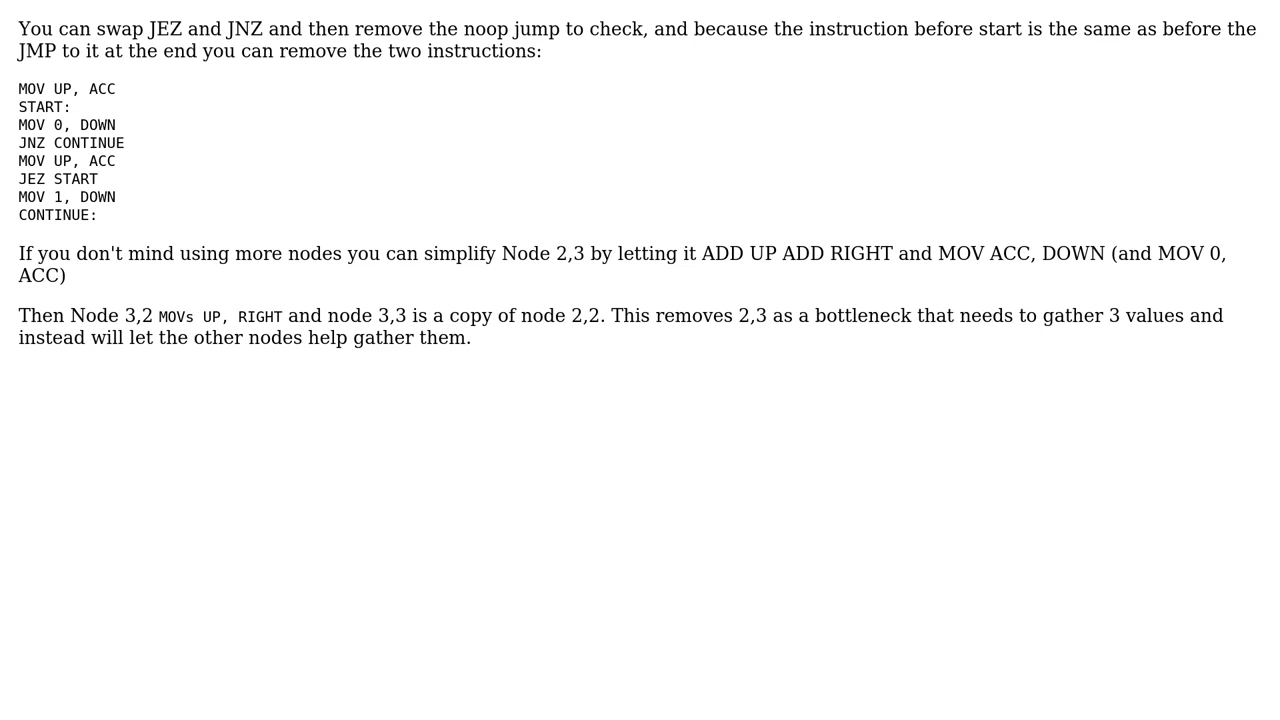 You can swap JEZ and JNZ and then remove the noop jump to check, and because the instruction before start is the same as before the
JMP to it at the end you can remove the two instructions:
MOV UP, ACC
START:
MOV 0, DOWN
JNZ CONTINUE
MOV UP, ACC
JEZ START
MOV 1, DOWN
CONTINUE:
If you don't mind using more nodes you can simplify Node 2,3 by letting it ADD UP ADD RIGHT and MOV ACC, DOWN (and MOV 0,
ACC)
Then Node 3,2 MOVs UP, RIGHT and node 3,3 is a copy of node 2,2. This removes 2,3 as a bottleneck that needs to gather 3 values and
instead will let the other nodes help gather them.